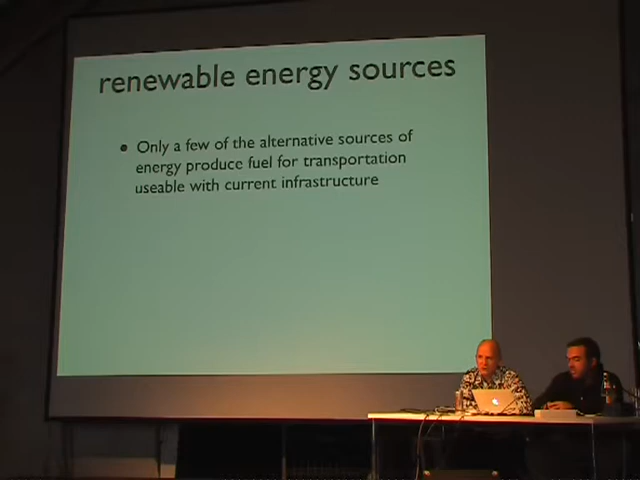 renewable energy sources
Only a few of the alternative sources of
energy produce fuel for transportation
useable with current infrastructure